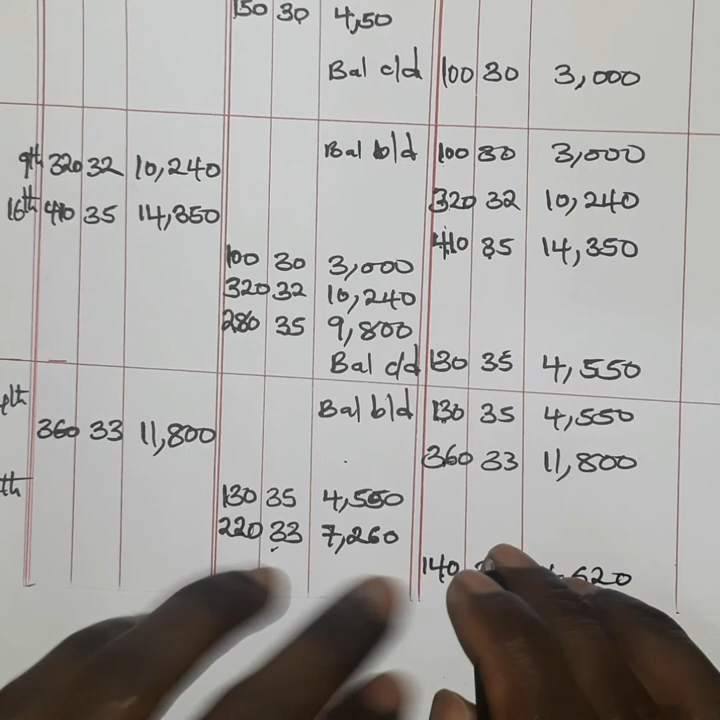 150 30 4,50
Bal c/d 100 30 3,000
Bal b/d 100 30 3,000
9th 320 32 10,240
320 32 10,240
16th 410 35 14,350
410 35 14,350
100 30 3,000
320 32 10,240
280 35 9,800
Bal c/d 130 35 4,550
Bal b/d 130 35 4,550
360 33 11,800
360 33 11,800
th
130 35 4,550
220 33 7,260
140 620